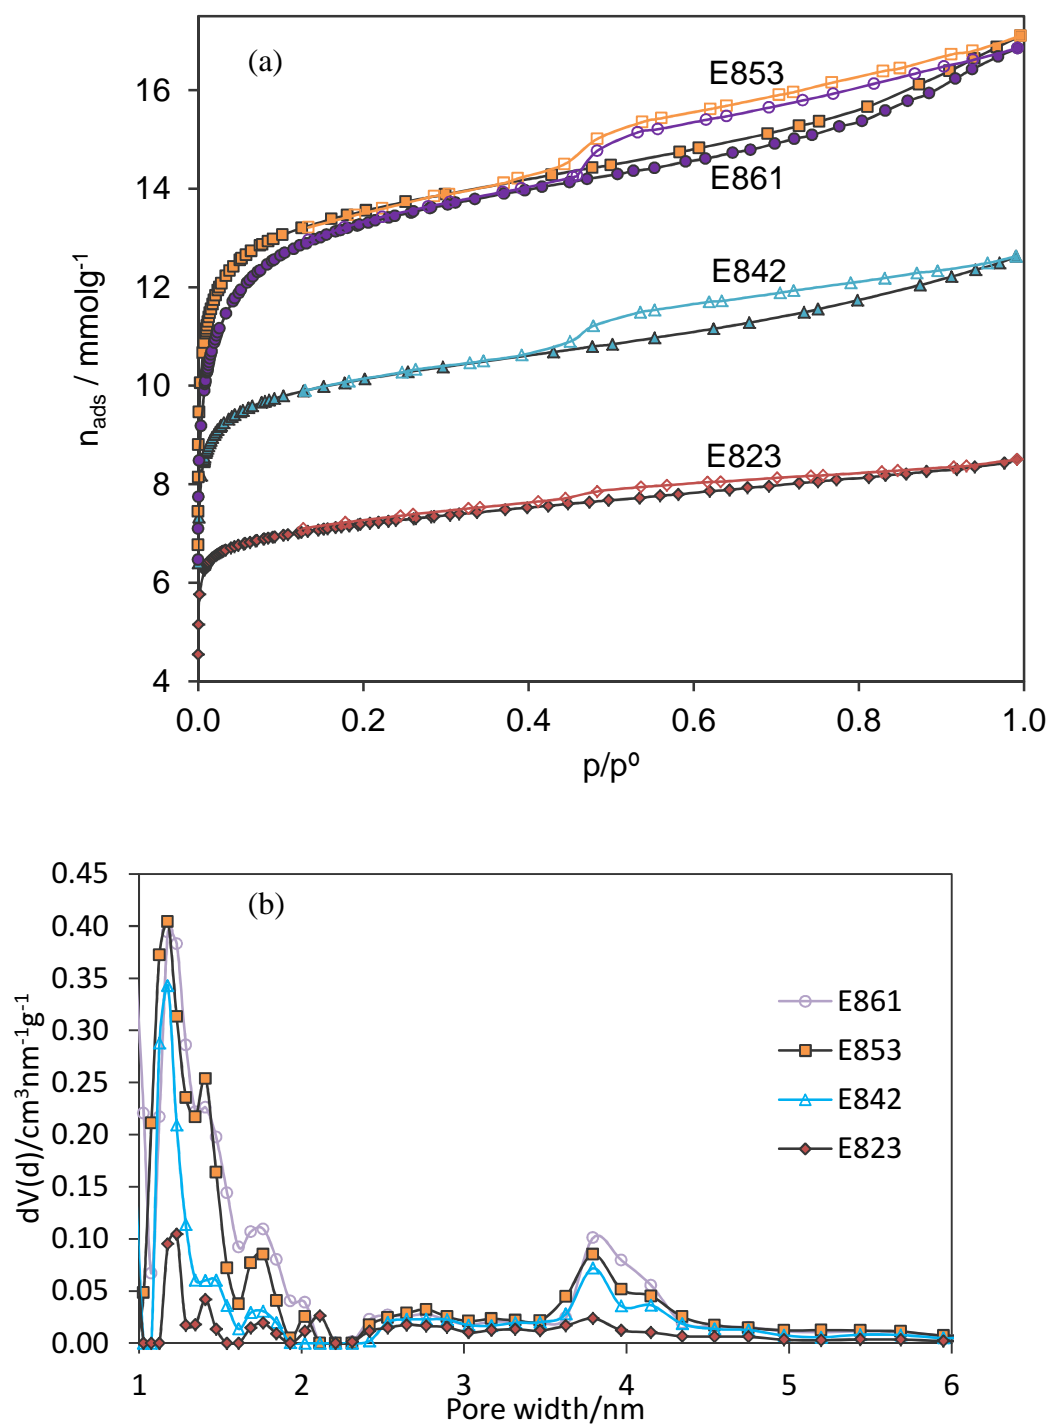 (a)
E853
E861
E842
E823
16
14
12
10
8
6
4
n_ads / mmolg⁻¹
0.0 0.2 0.4 0.6 0.8 1.0
p/p⁰
(b)
0.45
0.40
0.35
0.30
0.25
0.20
0.15
0.10
0.05
0.00
dV(d)/cm³nm⁻¹g⁻¹
E861
E853
E842
E823
1 2 3 4 5 6
Pore width/nm